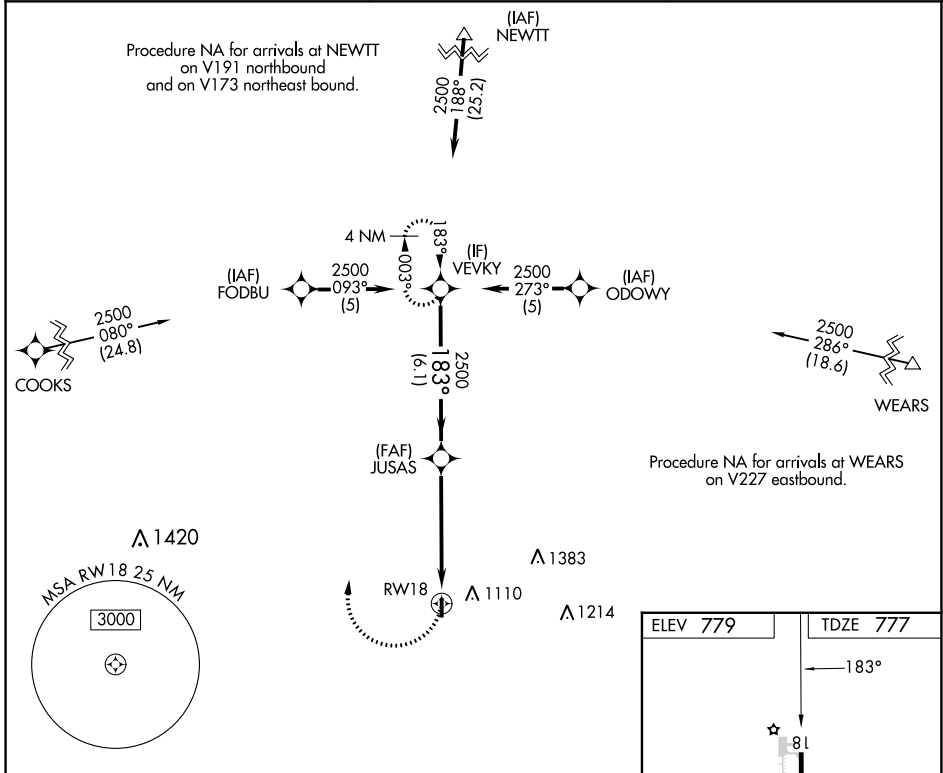 (IAF)
NEWTT
Procedure NA for arrivals at NEWTT
on V191 northbound
and on V173 northeast bound.
2500
188°
(25.2)
4 NM
183°
003°
(IF)
VEVKY
(IAF)
FODBU
2500
093°
(5)
2500
273°
(5)
(IAF)
ODOWY
2500
080°
(24.8)
COOKS
2500
183°
(6.1)
2500
286°
(18.6)
WEARS
(FAF)
JUSAS
Procedure NA for arrivals at WEARS
on V227 eastbound.
1420
1383
MSA RW18 25 NM
3000
RW18
1110
1214
ELEV 779
TDZE 777
183°
18